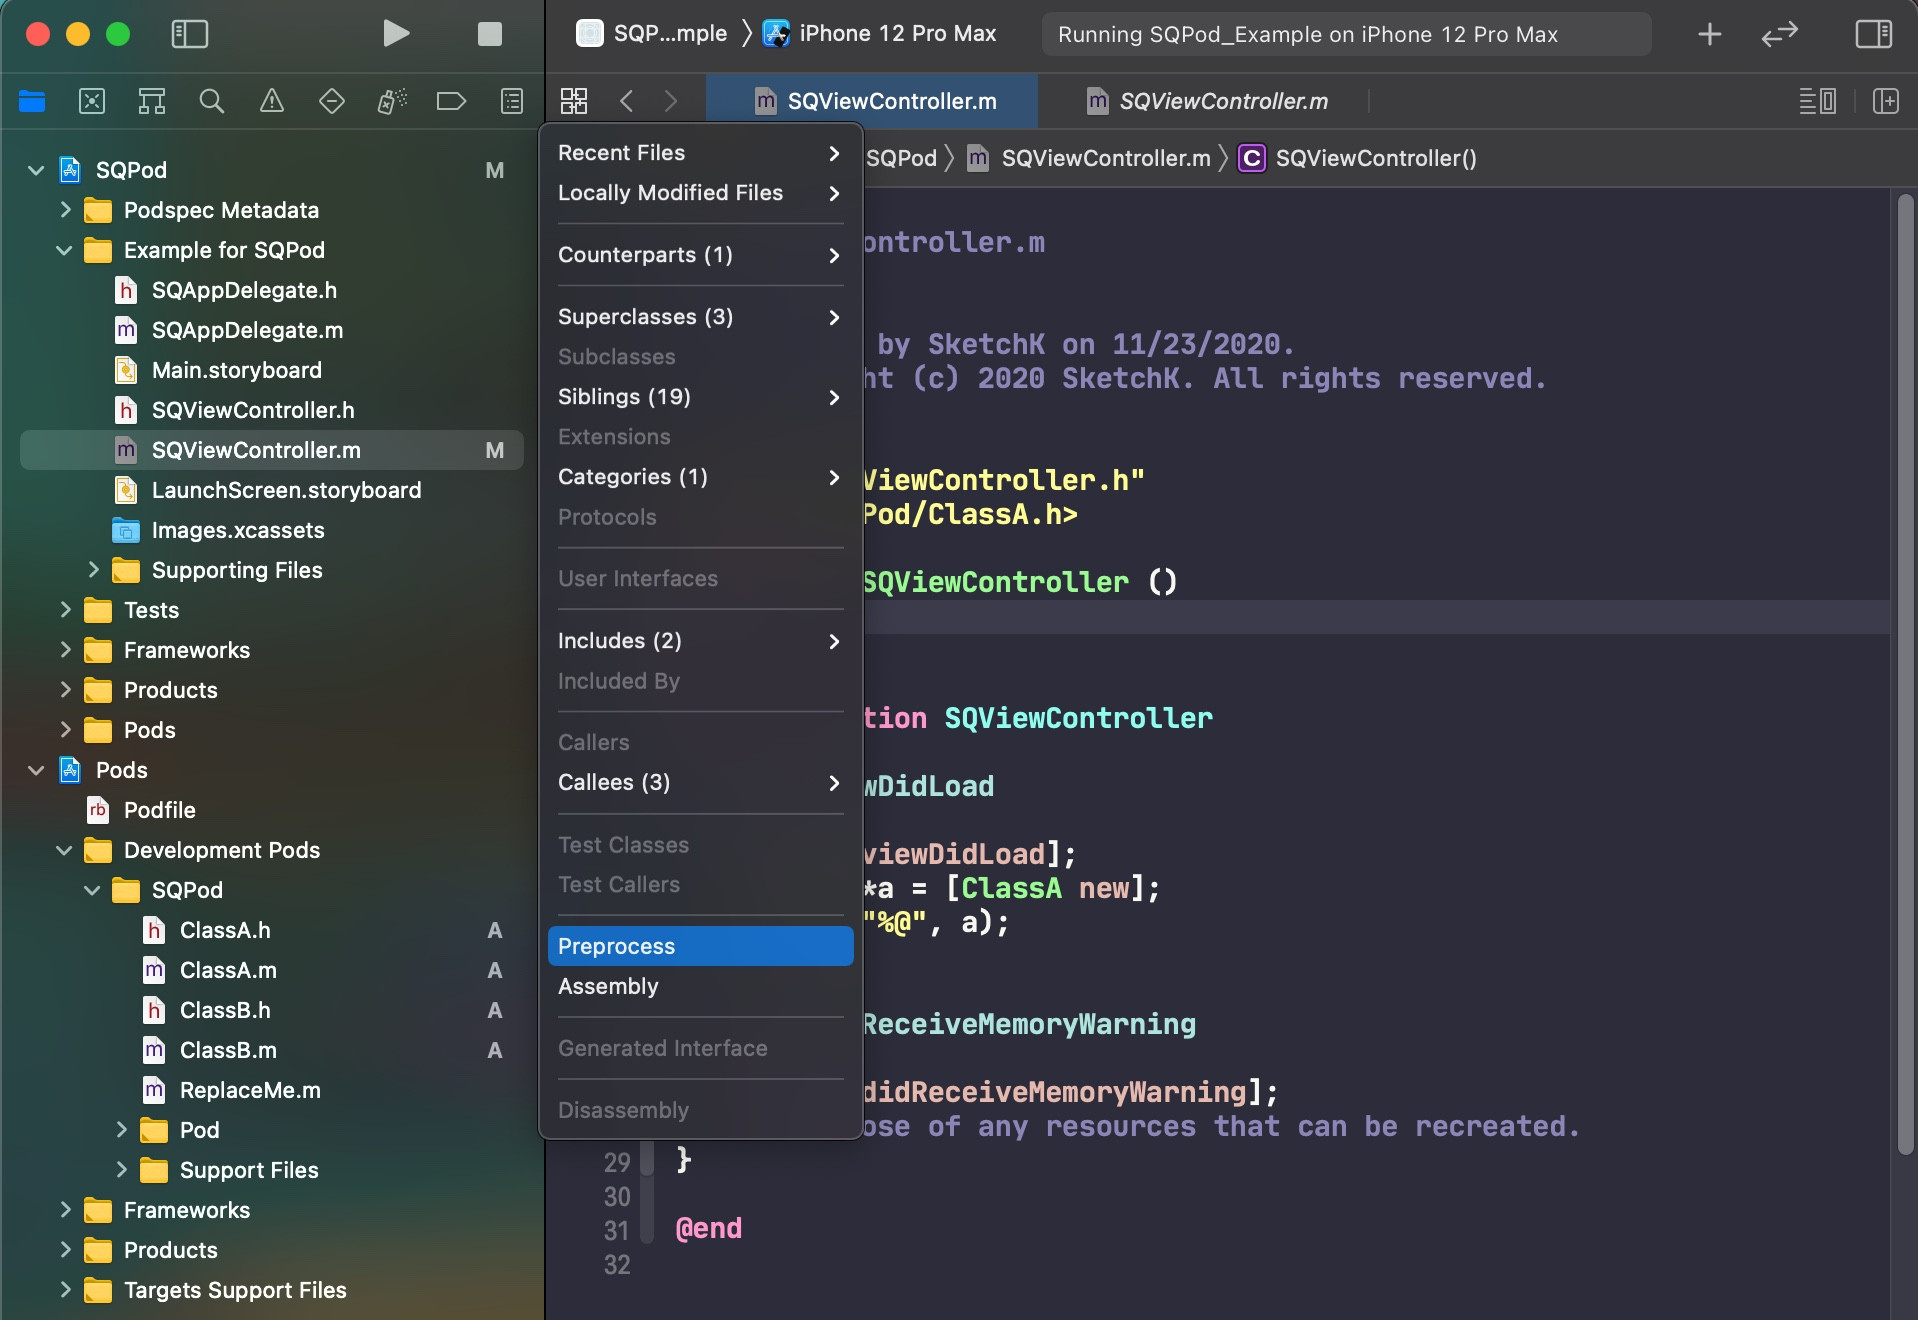 SQP...mple
iPhone 12 Pro Max
Running SQPod_Example on iPhone 12 Pro Max
SQViewController.m
SQViewController.m
SQPod
SQViewController.m
C
SQViewController()
SQPod
M
Podspec Metadata
Example for SQPod
h SQAppDelegate.h
m SQAppDelegate.m
Main.storyboard
h SQViewController.h
m SQViewController.m M
LaunchScreen.storyboard
Images.xcassets
Supporting Files
Tests
Frameworks
Products
Pods
Pods
rb Podfile
Development Pods
SQPod
h ClassA.h A
m ClassA.m A
h ClassB.h A
m ClassB.m A
m ReplaceMe.m
Pod
Support Files
Frameworks
Products
Targets Support Files
Recent Files
Locally Modified Files
Counterparts (1)
Superclasses (3)
Subclasses
Siblings (19)
Extensions
Categories (1)
Protocols
User Interfaces
Includes (2)
Included By
Callers
Callees (3)
Test Classes
Test Callers
Preprocess
Assembly
Generated Interface
Disassembly
ontroller.m
by SketchK on 11/23/2020.
ht (c) 2020 SketchK. All rights reserved.
ViewController.h"
Pod/ClassA.h>
SQViewController ()
tion SQViewController
wDidLoad
viewDidLoad];
*a = [ClassA new];
"%@", a);
ReceiveMemoryWarning
didReceiveMemoryWarning];
ose of any resources that can be recreated.
29 }
30
31 @end
32